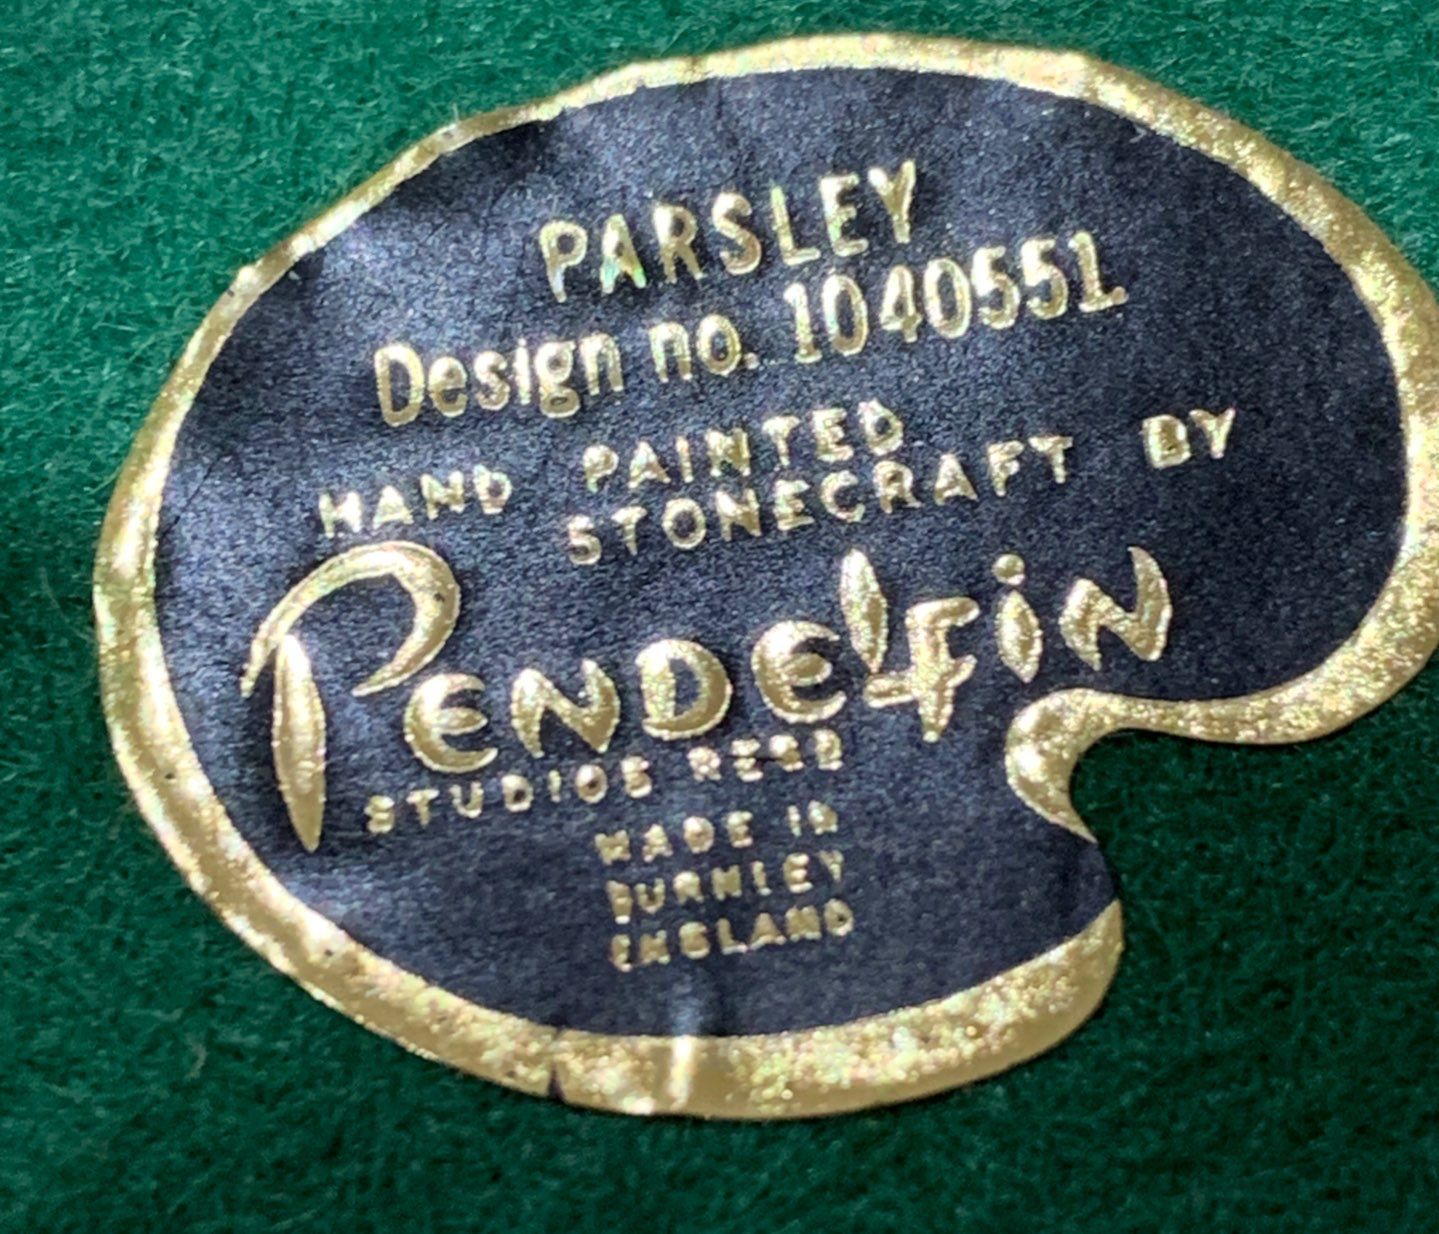 PARSLEY
Design no. 1040551
HAND PAINTED
STONECRAFT BY
PENDELFIN
STUDIOS REGD
MADE IN
BURNLEY
ENGLAND